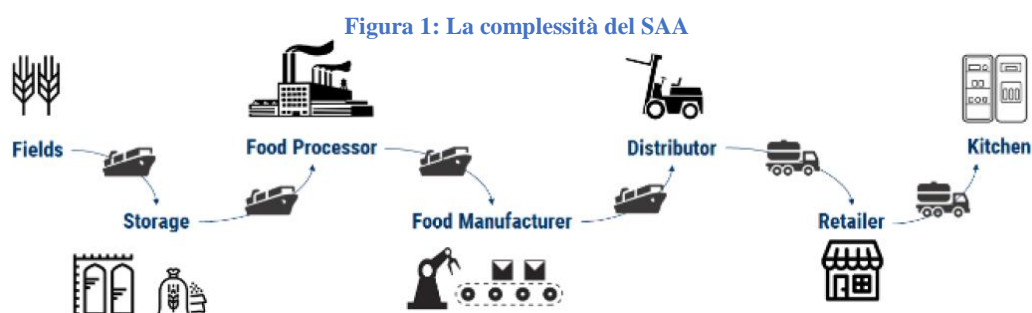 Figura 1: La complessità del SAA
Fields
Food Processor
Distributor
Kitchen
Storage
Food Manufacturer
Retailer